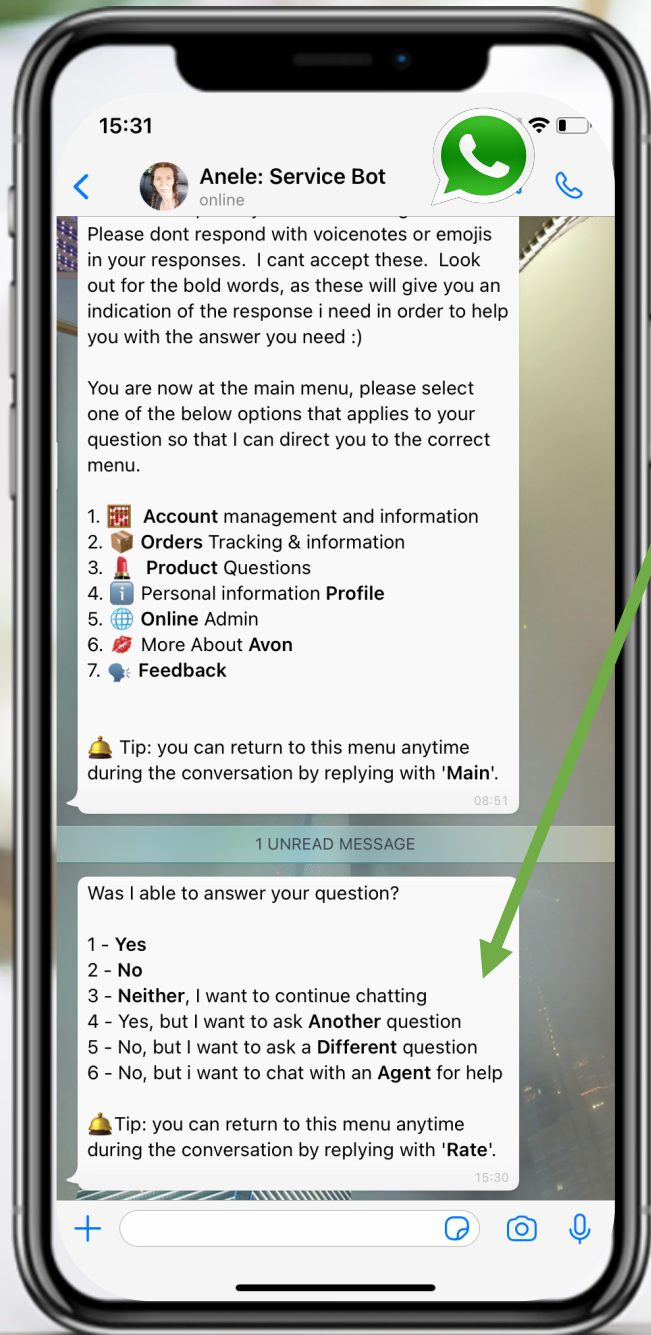 15:31
Anele: Service Bot
online
Please dont respond with voicenotes or emojis
in your responses.  I cant accept these.  Look
out for the bold words, as these will give you an
indication of the response i need in order to help
you with the answer you need :)
You are now at the main menu, please select
one of the below options that applies to your
question so that I can direct you to the correct
menu.
1. 🧮 Account management and information
2. 📦 Orders Tracking & information
3. 💄 Product Questions
4. ℹ️ Personal information Profile
5. 🌐 Online Admin
6. 💋 More About Avon
7. 🗣️ Feedback
🛎️ Tip: you can return to this menu anytime
during the conversation by replying with 'Main'.
08:51
1 UNREAD MESSAGE
Was I able to answer your question?
1 - Yes
2 - No
3 - Neither, I want to continue chatting
4 - Yes, but I want to ask Another question
5 - No, but I want to ask a Different question
6 - No, but i want to chat with an Agent for help
🛎️Tip: you can return to this menu anytime
during the conversation by replying with 'Rate'.
15:30